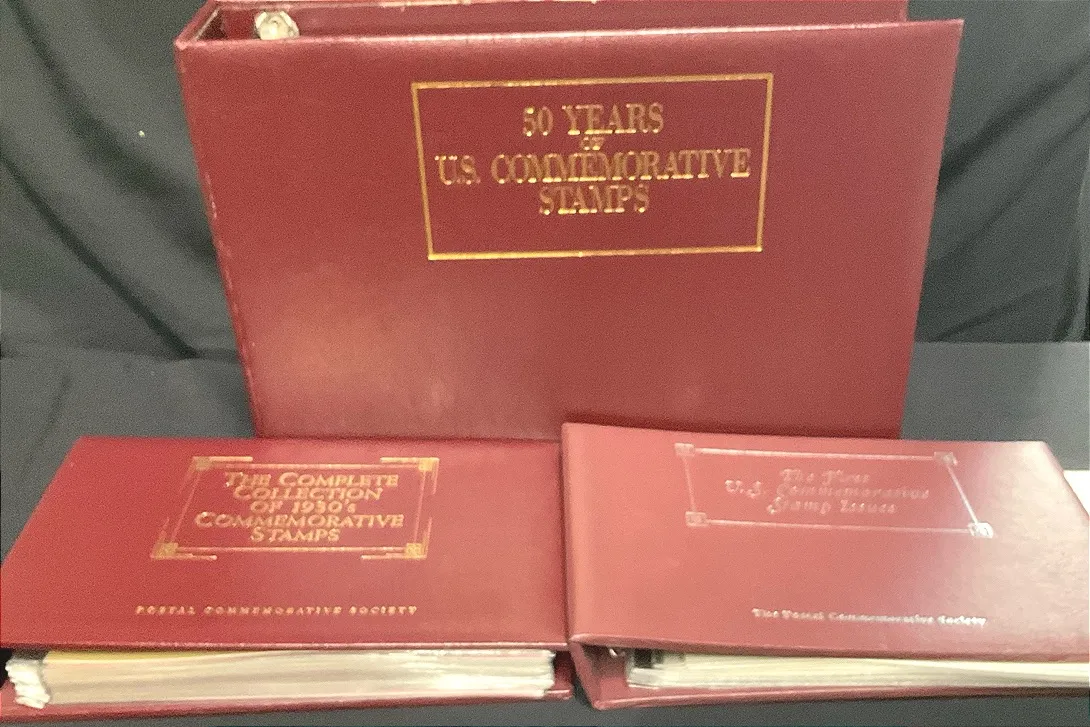 50 YEARS
OF
U.S. COMMEMORATIVE
STAMPS
THE COMPLETE
COLLECTION
OF 1930's
COMMEMORATIVE
STAMPS
POSTAL COMMEMORATIVE SOCIETY
The First
U.S. Commemorative
Stamp Issues
The Postal Commemorative Society